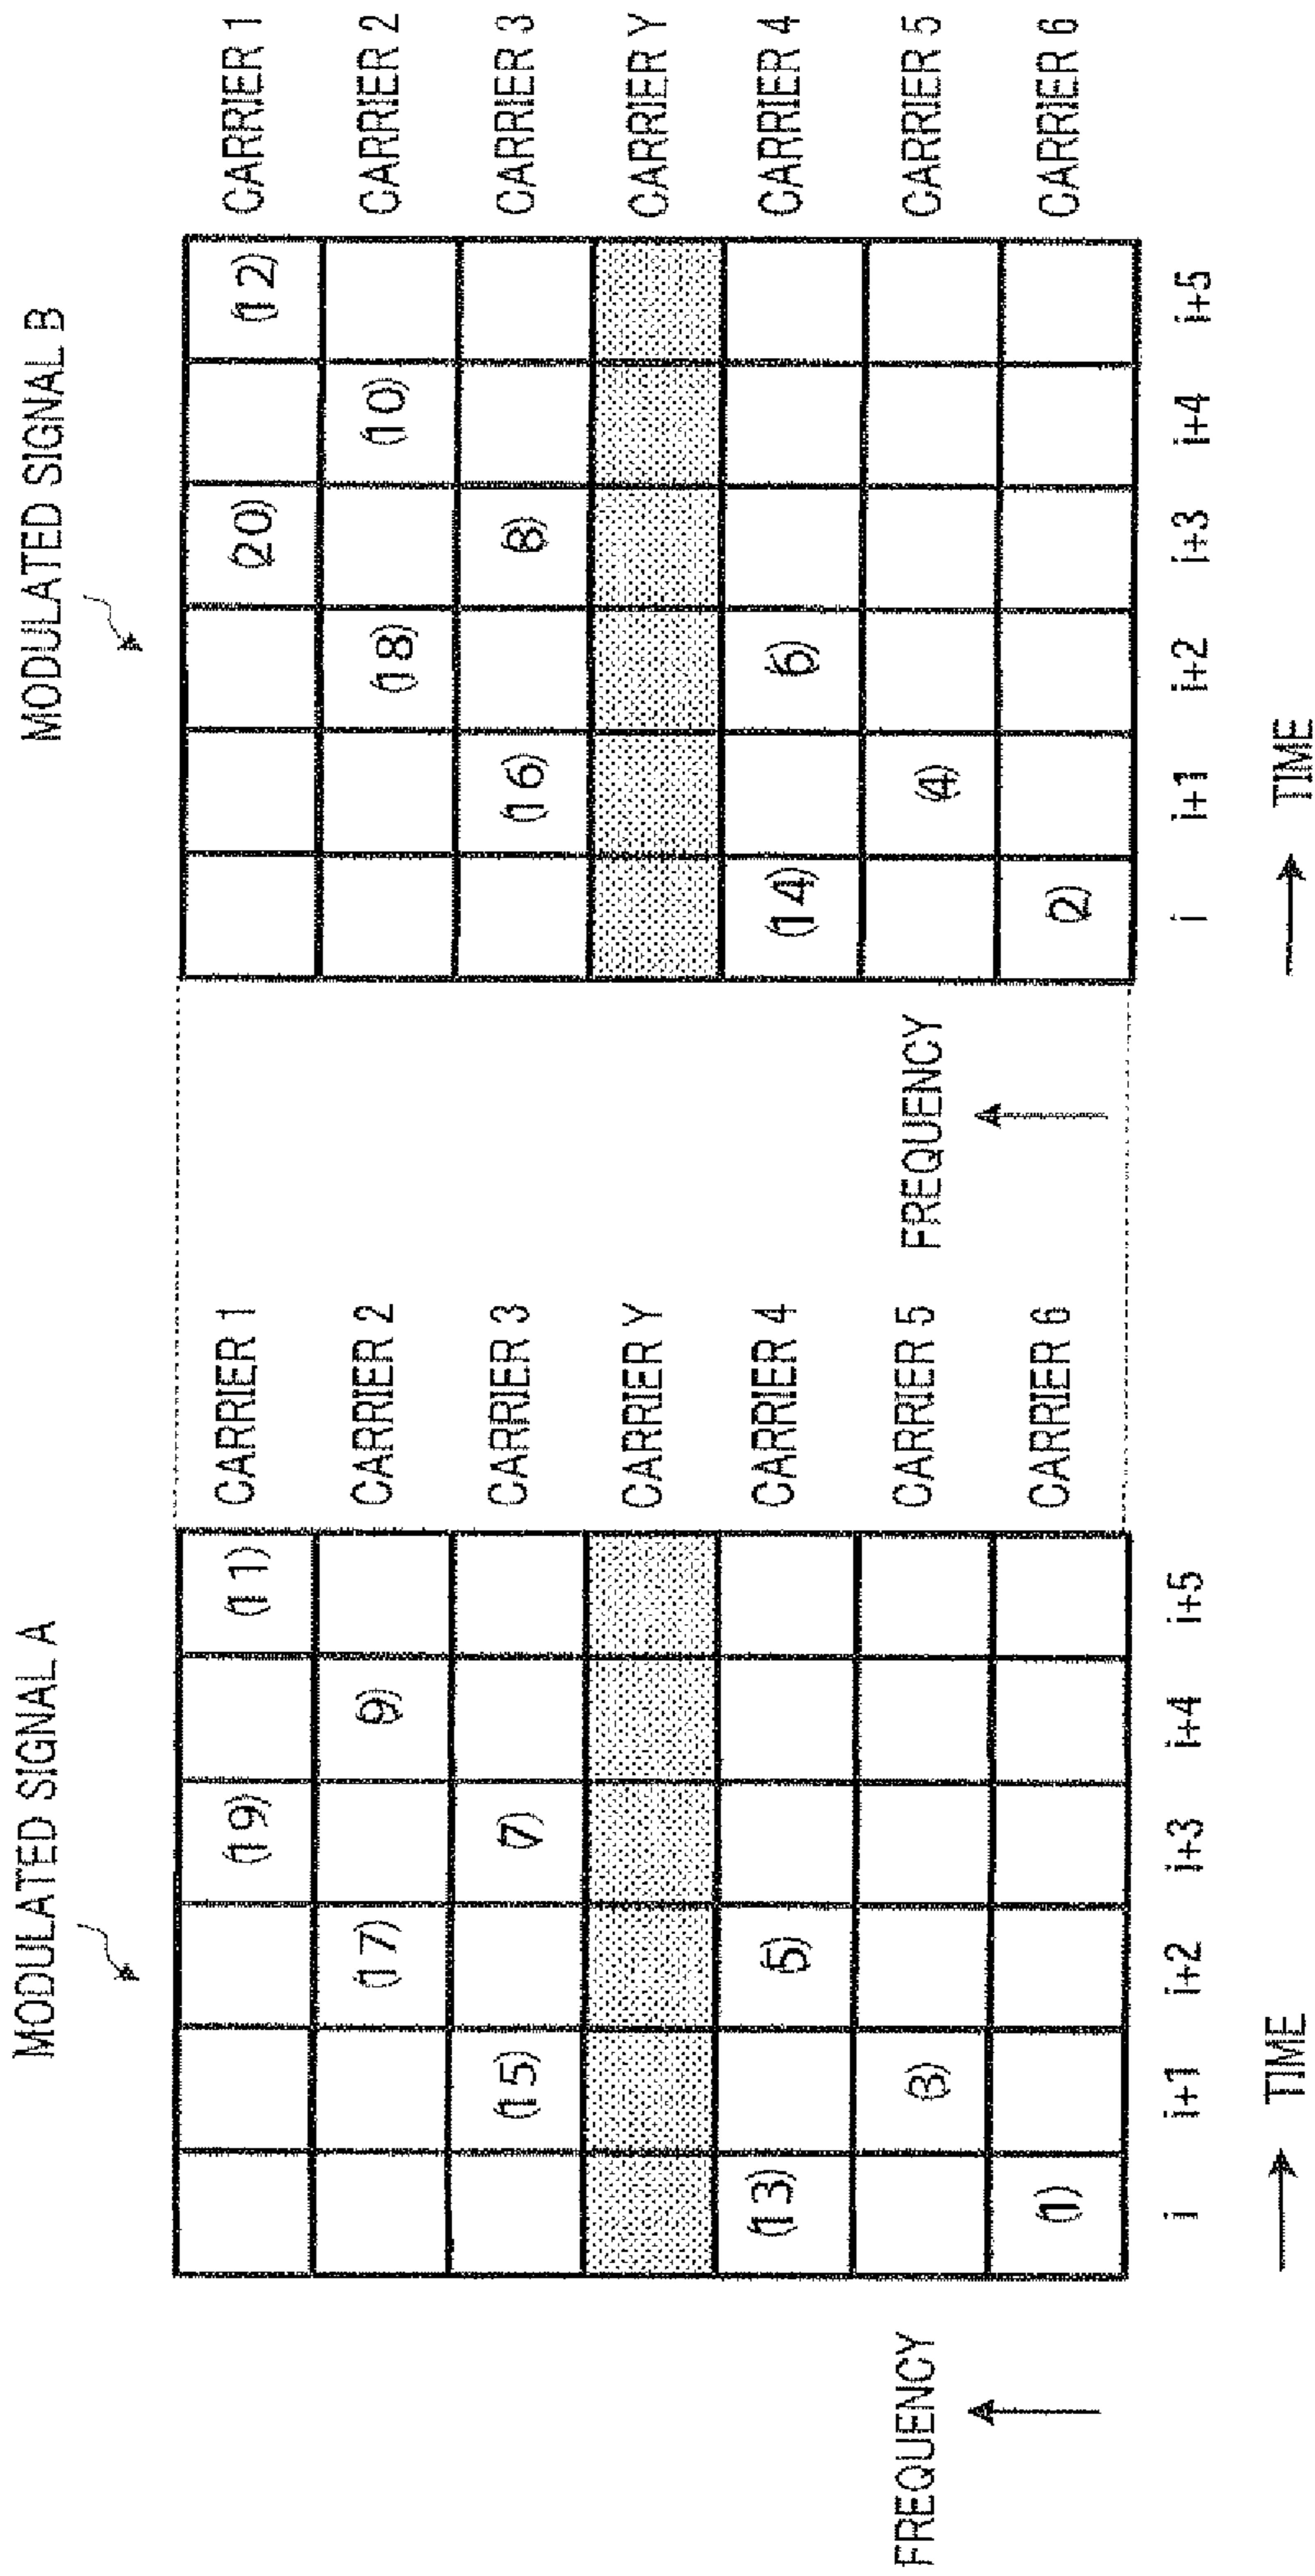 MODULATED SIGNAL A
(19) (11) CARRIER 1
(17) (9) CARRIER 2
(15) (7) CARRIER 3
CARRIER Y
(13) (5) CARRIER 4
(3) CARRIER 5
(1) CARRIER 6
i i+1 i+2 i+3 i+4 i+5
FREQUENCY
TIME
MODULATED SIGNAL B
(20) (12) CARRIER 1
(18) (10) CARRIER 2
(16) (8) CARRIER 3
CARRIER Y
(14) (6) CARRIER 4
(4) CARRIER 5
(2) CARRIER 6
i i+1 i+2 i+3 i+4 i+5
FREQUENCY
TIME